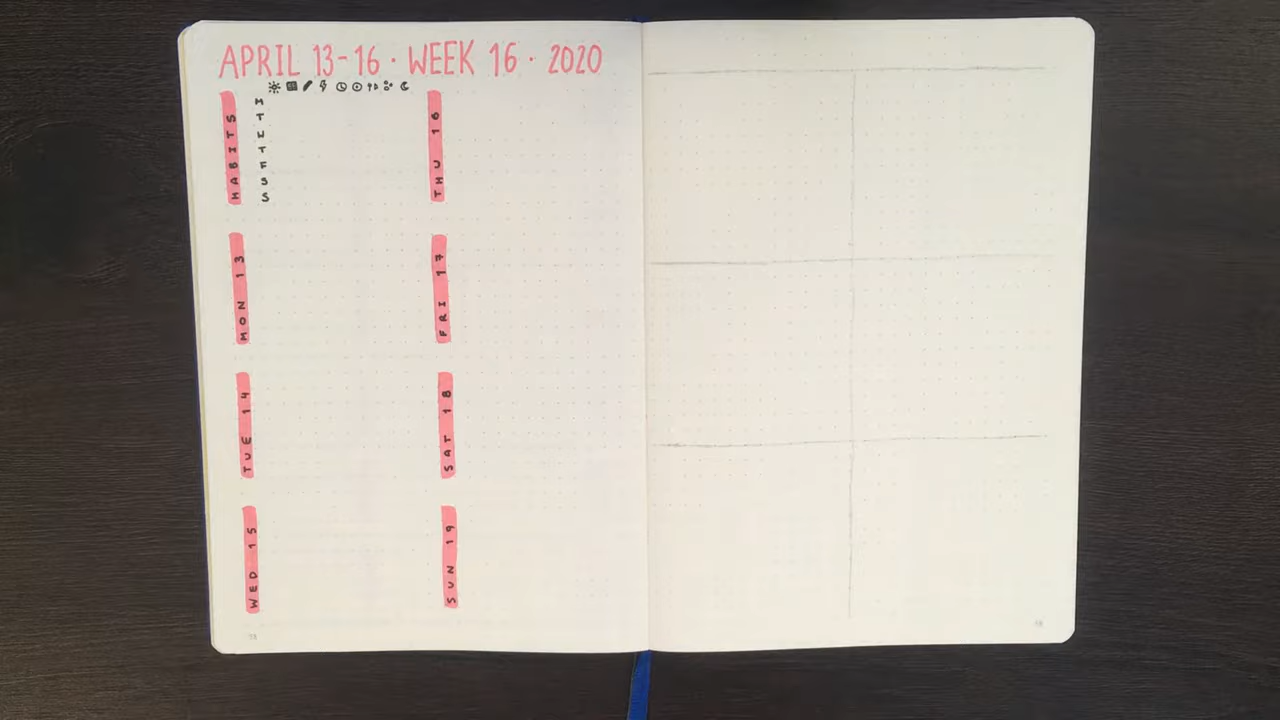 APRIL 13-16 · WEEK 16 · 2020
HABITS
M
T
W
T
F
S
S
MON 13
TUE 14
WED 15
THU 16
FRI 17
SAT 18
SUN 19